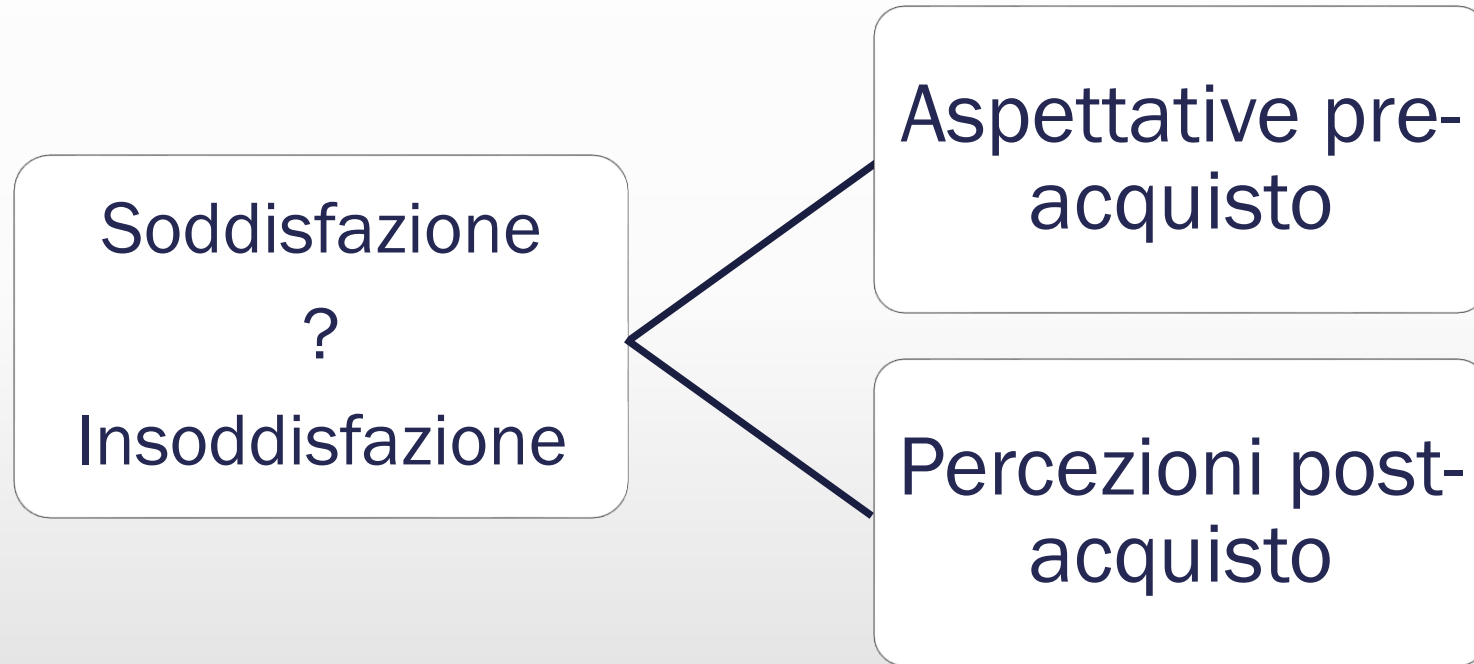 Soddisfazione
?
Insoddisfazione
Aspettative pre-
acquisto
Percezioni post-
acquisto